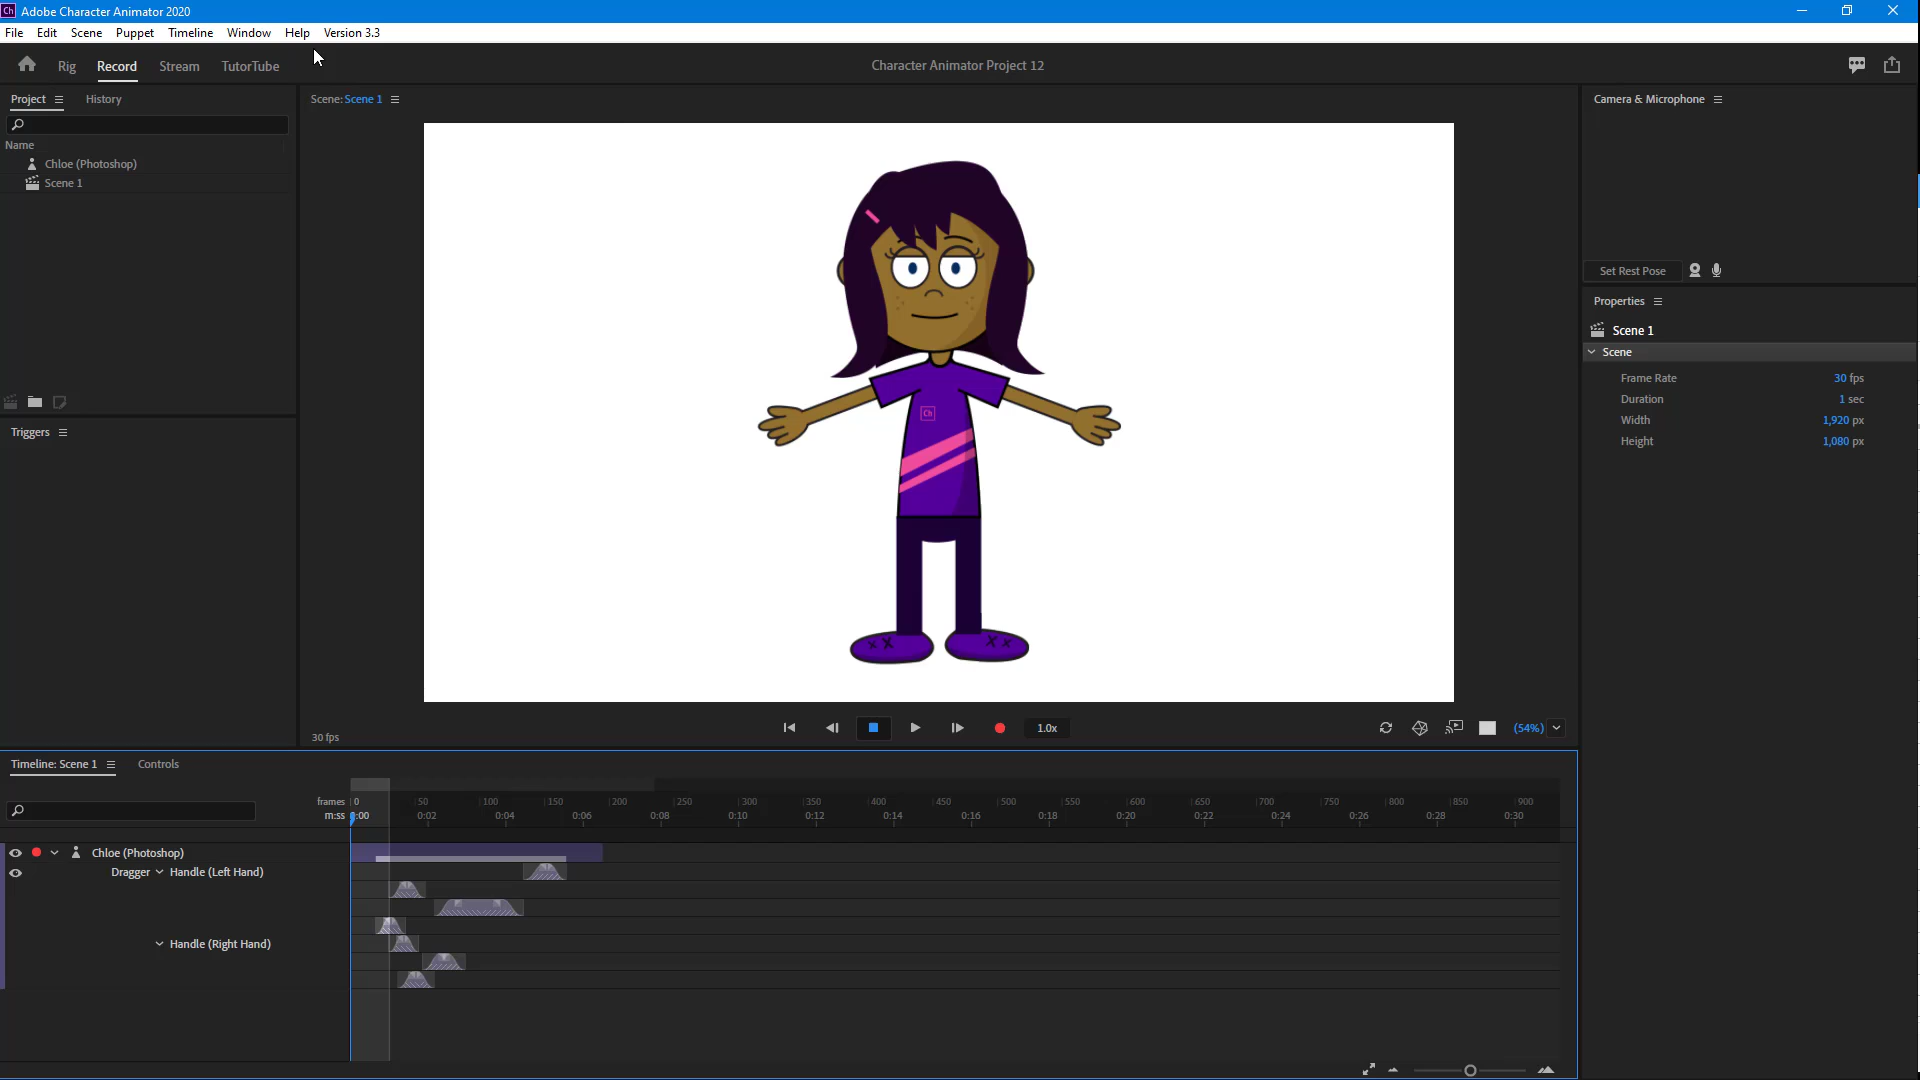 Ch Adobe Character Animator 2020
File Edit Scene Puppet Timeline Window Help Version 3.3
Rig Record Stream TutorTube Character Animator Project 12
Project History Scene: Scene 1 Camera & Microphone
Name
Chloe (Photoshop)
Scene 1
Set Rest Pose
Properties
Scene 1
Scene
Frame Rate 30 fps
Duration 1 sec
Width 1,920 px
Height 1,080 px
Ch
Triggers
30 fps 1.0x (54%)
Timeline: Scene 1 Controls
frames 0 50 100 150 200 250 300 350 400 450 500 550 600 650 700 750 800 850 900
m:ss 0:00 0:02 0:04 0:06 0:08 0:10 0:12 0:14 0:16 0:18 0:20 0:22 0:24 0:26 0:28 0:30
Chloe (Photoshop)
Dragger Handle (Left Hand)
Handle (Right Hand)